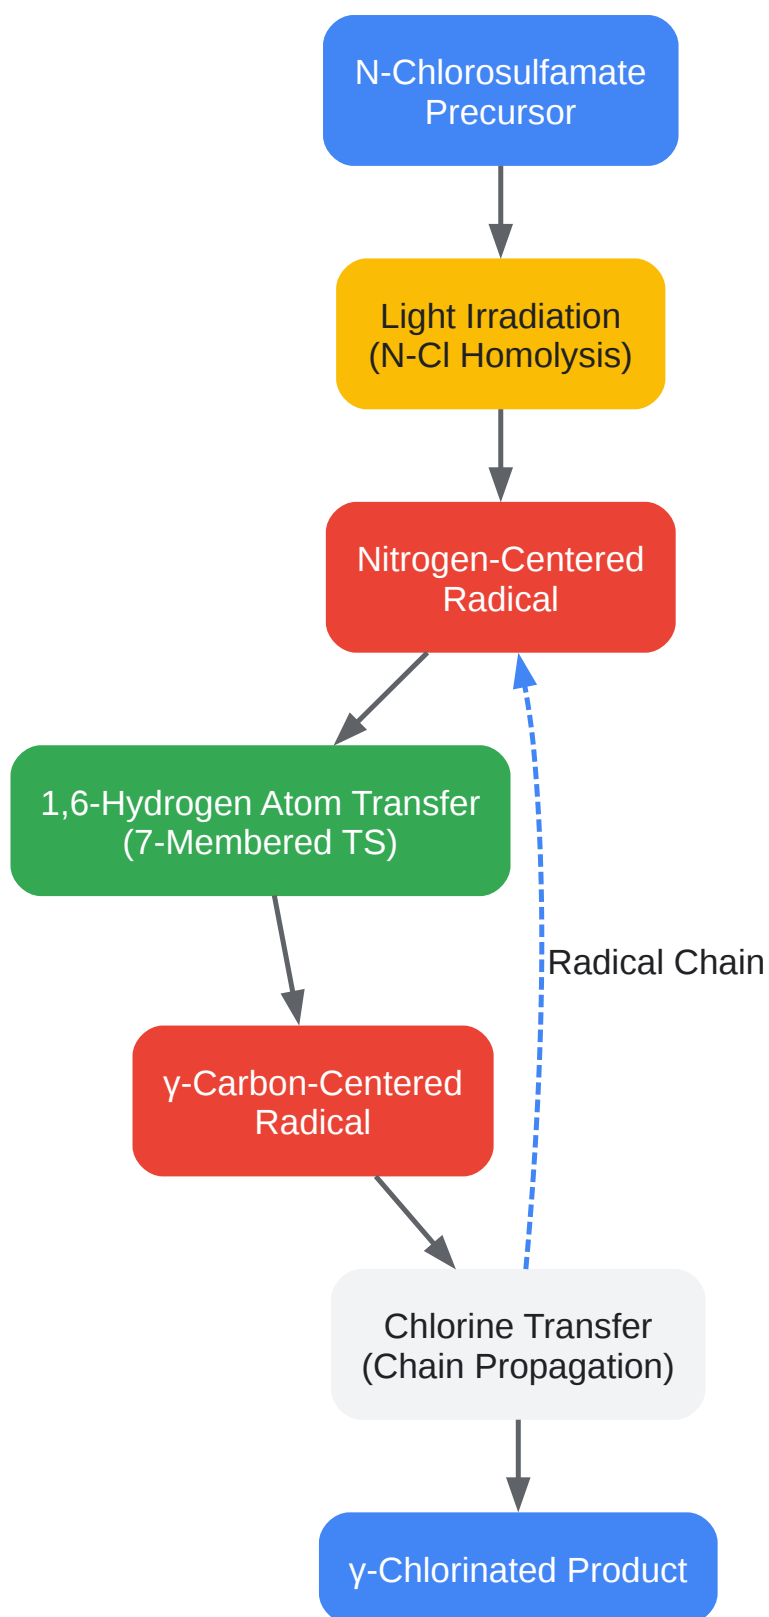 N-Chlorosulfamate
Precursor
Light Irradiation
(N-Cl Homolysis)
Nitrogen-Centered
Radical
1,6-Hydrogen Atom Transfer
(7-Membered TS)
Radical Chain
γ-Carbon-Centered
Radical
Chlorine Transfer
(Chain Propagation)
γ-Chlorinated Product